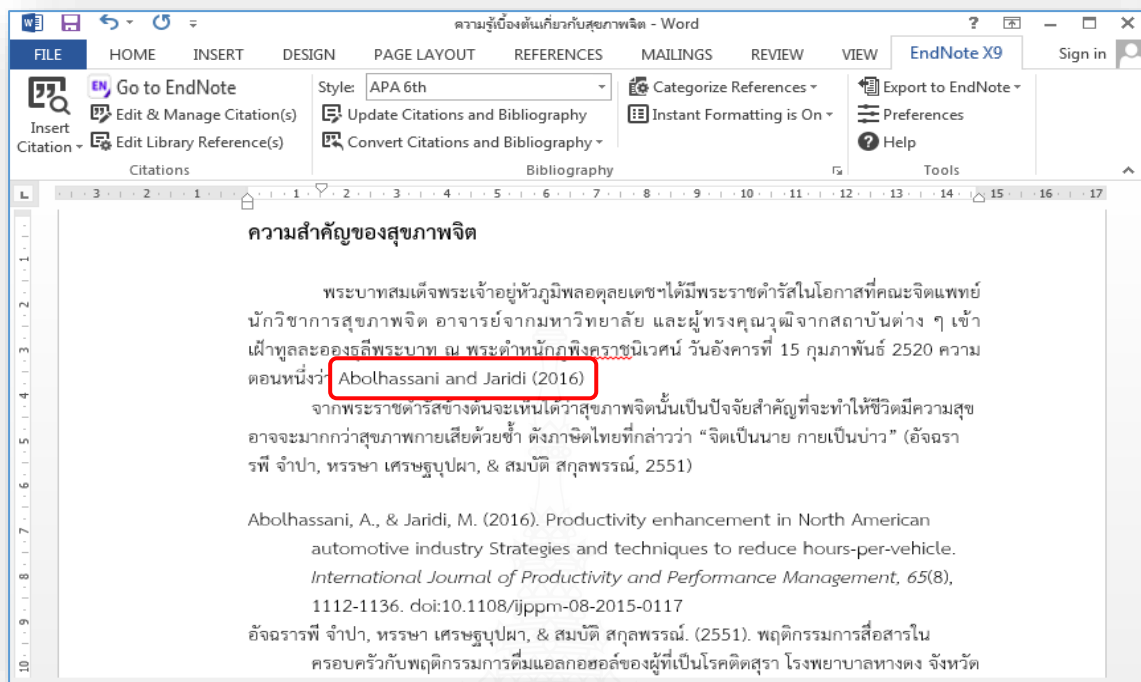 ความรู้เบื้องต้นเกี่ยวกับสุขภาพจิต - Word
FILE HOME INSERT DESIGN PAGE LAYOUT REFERENCES MAILINGS REVIEW VIEW EndNote X9 Sign in
Go to EndNote Style: APA 6th Categorize References Export to EndNote
Edit & Manage Citation(s) Update Citations and Bibliography Instant Formatting is On Preferences
Insert Citation Edit Library Reference(s) Convert Citations and Bibliography Help
Citations Bibliography Tools
3 2 1 1 2 3 4 5 6 7 8 9 10 11 12 13 14 15 16 17
ความสำคัญของสุขภาพจิต
พระบาทสมเด็จพระเจ้าอยู่หัวภูมิพลอดุลยเดชฯได้มีพระราชดำรัสในโอกาสที่คณะจิตแพทย์
นักวิชาการสุขภาพจิต อาจารย์จากมหาวิทยาลัย และผู้ทรงคุณวุฒิจากสถาบันต่าง ๆ เข้า
เฝ้าทูลละอองธุลีพระบาท ณ พระตำหนักภูพิงคราชนิเวศน์ วันอังคารที่ 15 กุมภาพันธ์ 2520 ความ
ตอนหนึ่งว่า Abolhassani and Jaridi (2016)
จากพระราชดำรัสข้างต้นจะเห็นได้ว่าสุขภาพจิตนั้นเป็นปัจจัยสำคัญที่จะทำให้ชีวิตมีความสุข
อาจจะมากกว่าสุขภาพกายเสียด้วยซ้ำ ดังภาษิตไทยที่กล่าวว่า “จิตเป็นนาย กายเป็นบ่าว” (อัจฉรา
รพี จำปา, หรรษา เศรษฐบุปผา, & สมบัติ สกุลพรรณ์, 2551)
Abolhassani, A., & Jaridi, M. (2016). Productivity enhancement in North American
automotive industry Strategies and techniques to reduce hours-per-vehicle.
International Journal of Productivity and Performance Management, 65(8),
1112-1136. doi:10.1108/ijppm-08-2015-0117
อัจฉรารพี จำปา, หรรษา เศรษฐบุปผา, & สมบัติ สกุลพรรณ์. (2551). พฤติกรรมการสื่อสารใน
ครอบครัวกับพฤติกรรมการดื่มแอลกอฮอล์ของผู้ที่เป็นโรคติดสุรา โรงพยาบาลหางดง จังหวัด